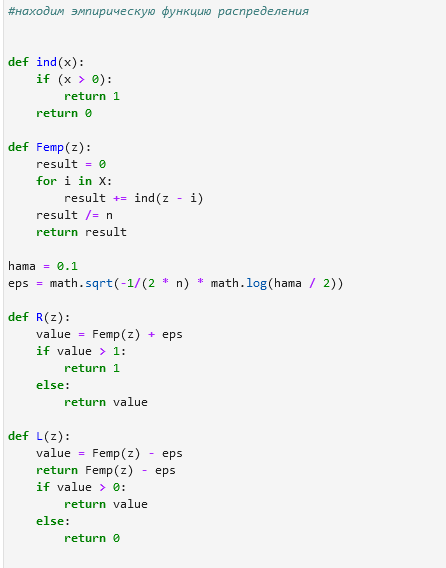 #находим эмпирическую функцию распределения
def ind(x):
    if (x > 0):
        return 1
    return 0
def Femp(z):
    result = 0
    for i in X:
        result += ind(z - i)
    result /= n
    return result
hama = 0.1
eps = math.sqrt(-1/(2 * n) * math.log(hama / 2))
def R(z):
    value = Femp(z) + eps
    if value > 1:
        return 1
    else:
        return value
def L(z):
    value = Femp(z) - eps
    return Femp(z) - eps
    if value > 0:
        return value
    else:
        return 0